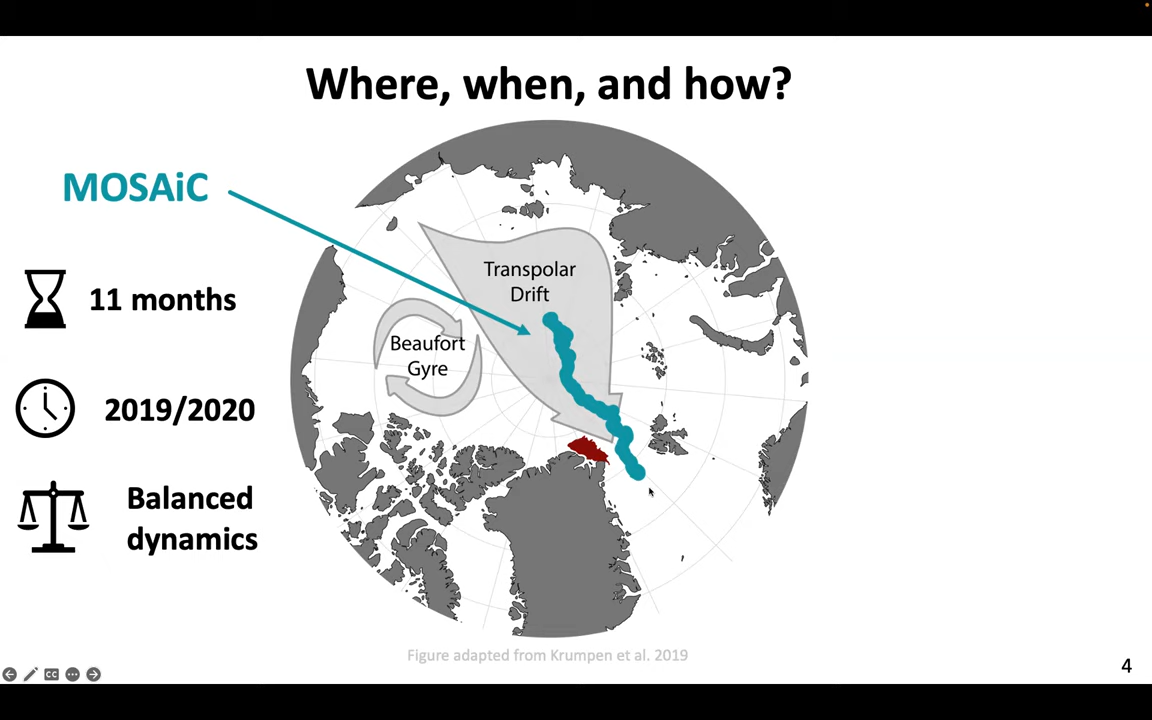 Where, when, and how?
MOSAiC
11 months
2019/2020
Balanced
dynamics
Transpolar
Drift
Beaufort
Gyre
Figure adapted from Krumpen et al. 2019
CC
4